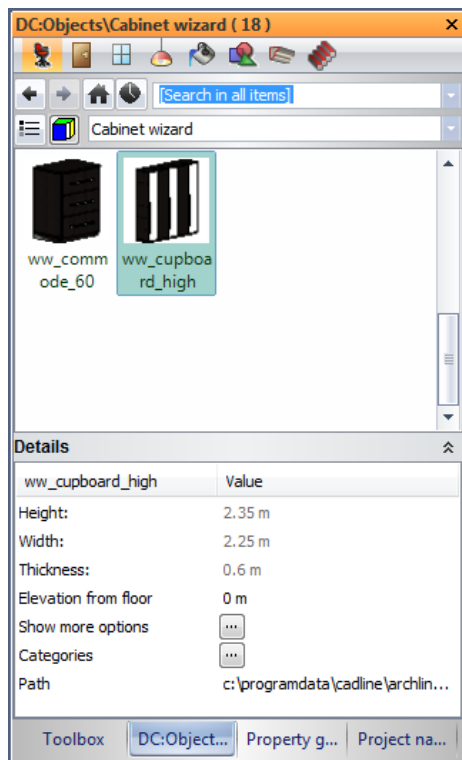 DC:Objects\Cabinet wizard ( 18 )
[Search in all items]
Cabinet wizard
ww_comm
ode_60
ww_cupboa
rd_high
Details
ww_cupboard_high Value
Height: 2.35 m
Width: 2.25 m
Thickness: 0.6 m
Elevation from floor 0 m
Show more options ...
Categories ...
Path c:\programdata\cadline\archlin...
Toolbox DC:Object... Property g... Project na...